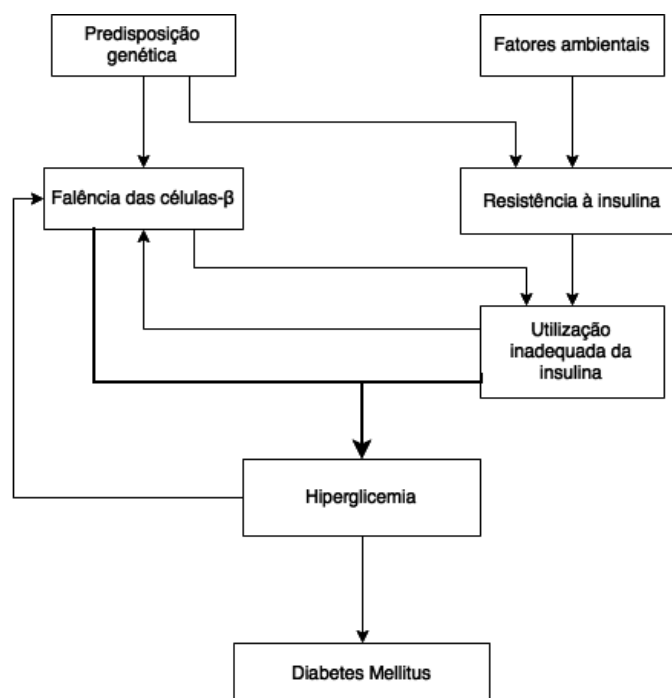 Predisposição
genética
Fatores ambientais
Falência das células-β
Resistência à insulina
Utilização
inadequada da
insulina
Hiperglicemia
Diabetes Mellitus